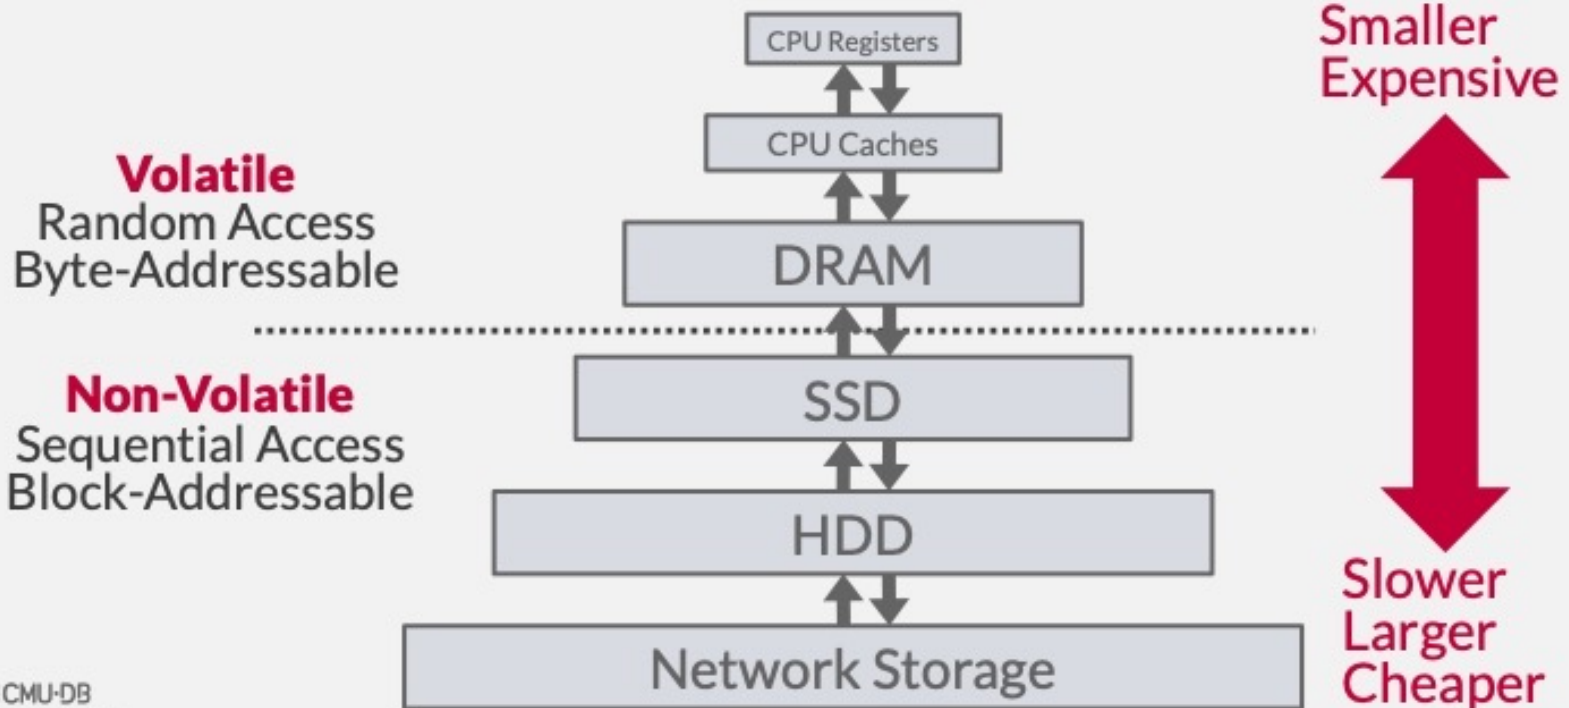 CPU Registers
CPU Caches
DRAM
SSD
HDD
Network Storage
Volatile
Random Access
Byte-Addressable
Non-Volatile
Sequential Access
Block-Addressable
Smaller
Expensive
Slower
Larger
Cheaper
CMU·DB